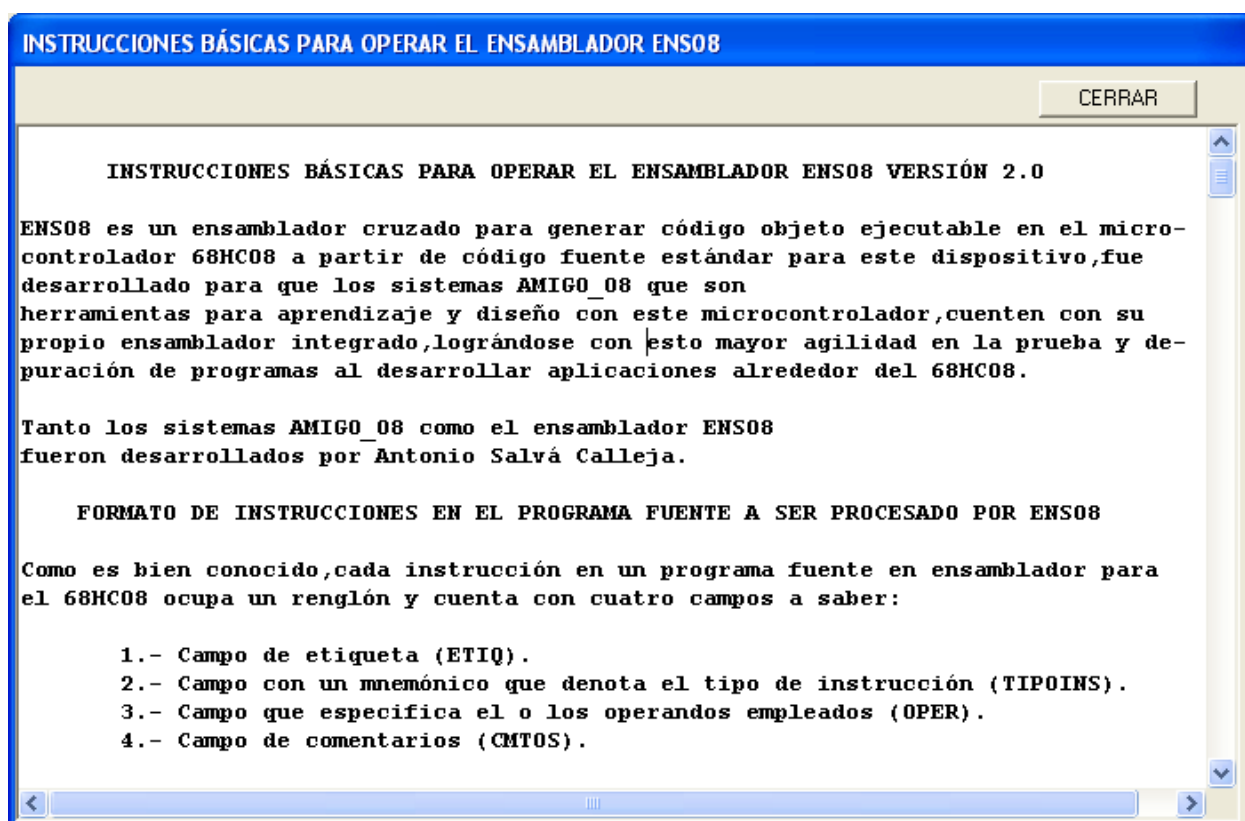 INSTRUCCIONES BÁSICAS PARA OPERAR EL ENSAMBLADOR ENS08
CERRAR
INSTRUCCIONES BÁSICAS PARA OPERAR EL ENSAMBLADOR ENS08 VERSIÓN 2.0
ENS08 es un ensamblador cruzado para generar código objeto ejecutable en el micro-
controlador 68HC08 a partir de código fuente estándar para este dispositivo,fue
desarrollado para que los sistemas AMIGO_08 que son
herramientas para aprendizaje y diseño con este microcontrolador,cuenten con su
propio ensamblador integrado,lográndose con esto mayor agilidad en la prueba y de-
puración de programas al desarrollar aplicaciones alrededor del 68HC08.
Tanto los sistemas AMIGO_08 como el ensamblador ENS08
fueron desarrollados por Antonio Salvá Calleja.
FORMATO DE INSTRUCCIONES EN EL PROGRAMA FUENTE A SER PROCESADO POR ENS08
Como es bien conocido,cada instrucción en un programa fuente en ensamblador para
el 68HC08 ocupa un renglón y cuenta con cuatro campos a saber:
1.- Campo de etiqueta (ETIQ).
2.- Campo con un mnemónico que denota el tipo de instrucción (TIPOINS).
3.- Campo que especifica el o los operandos empleados (OPER).
4.- Campo de comentarios (CMTOS).